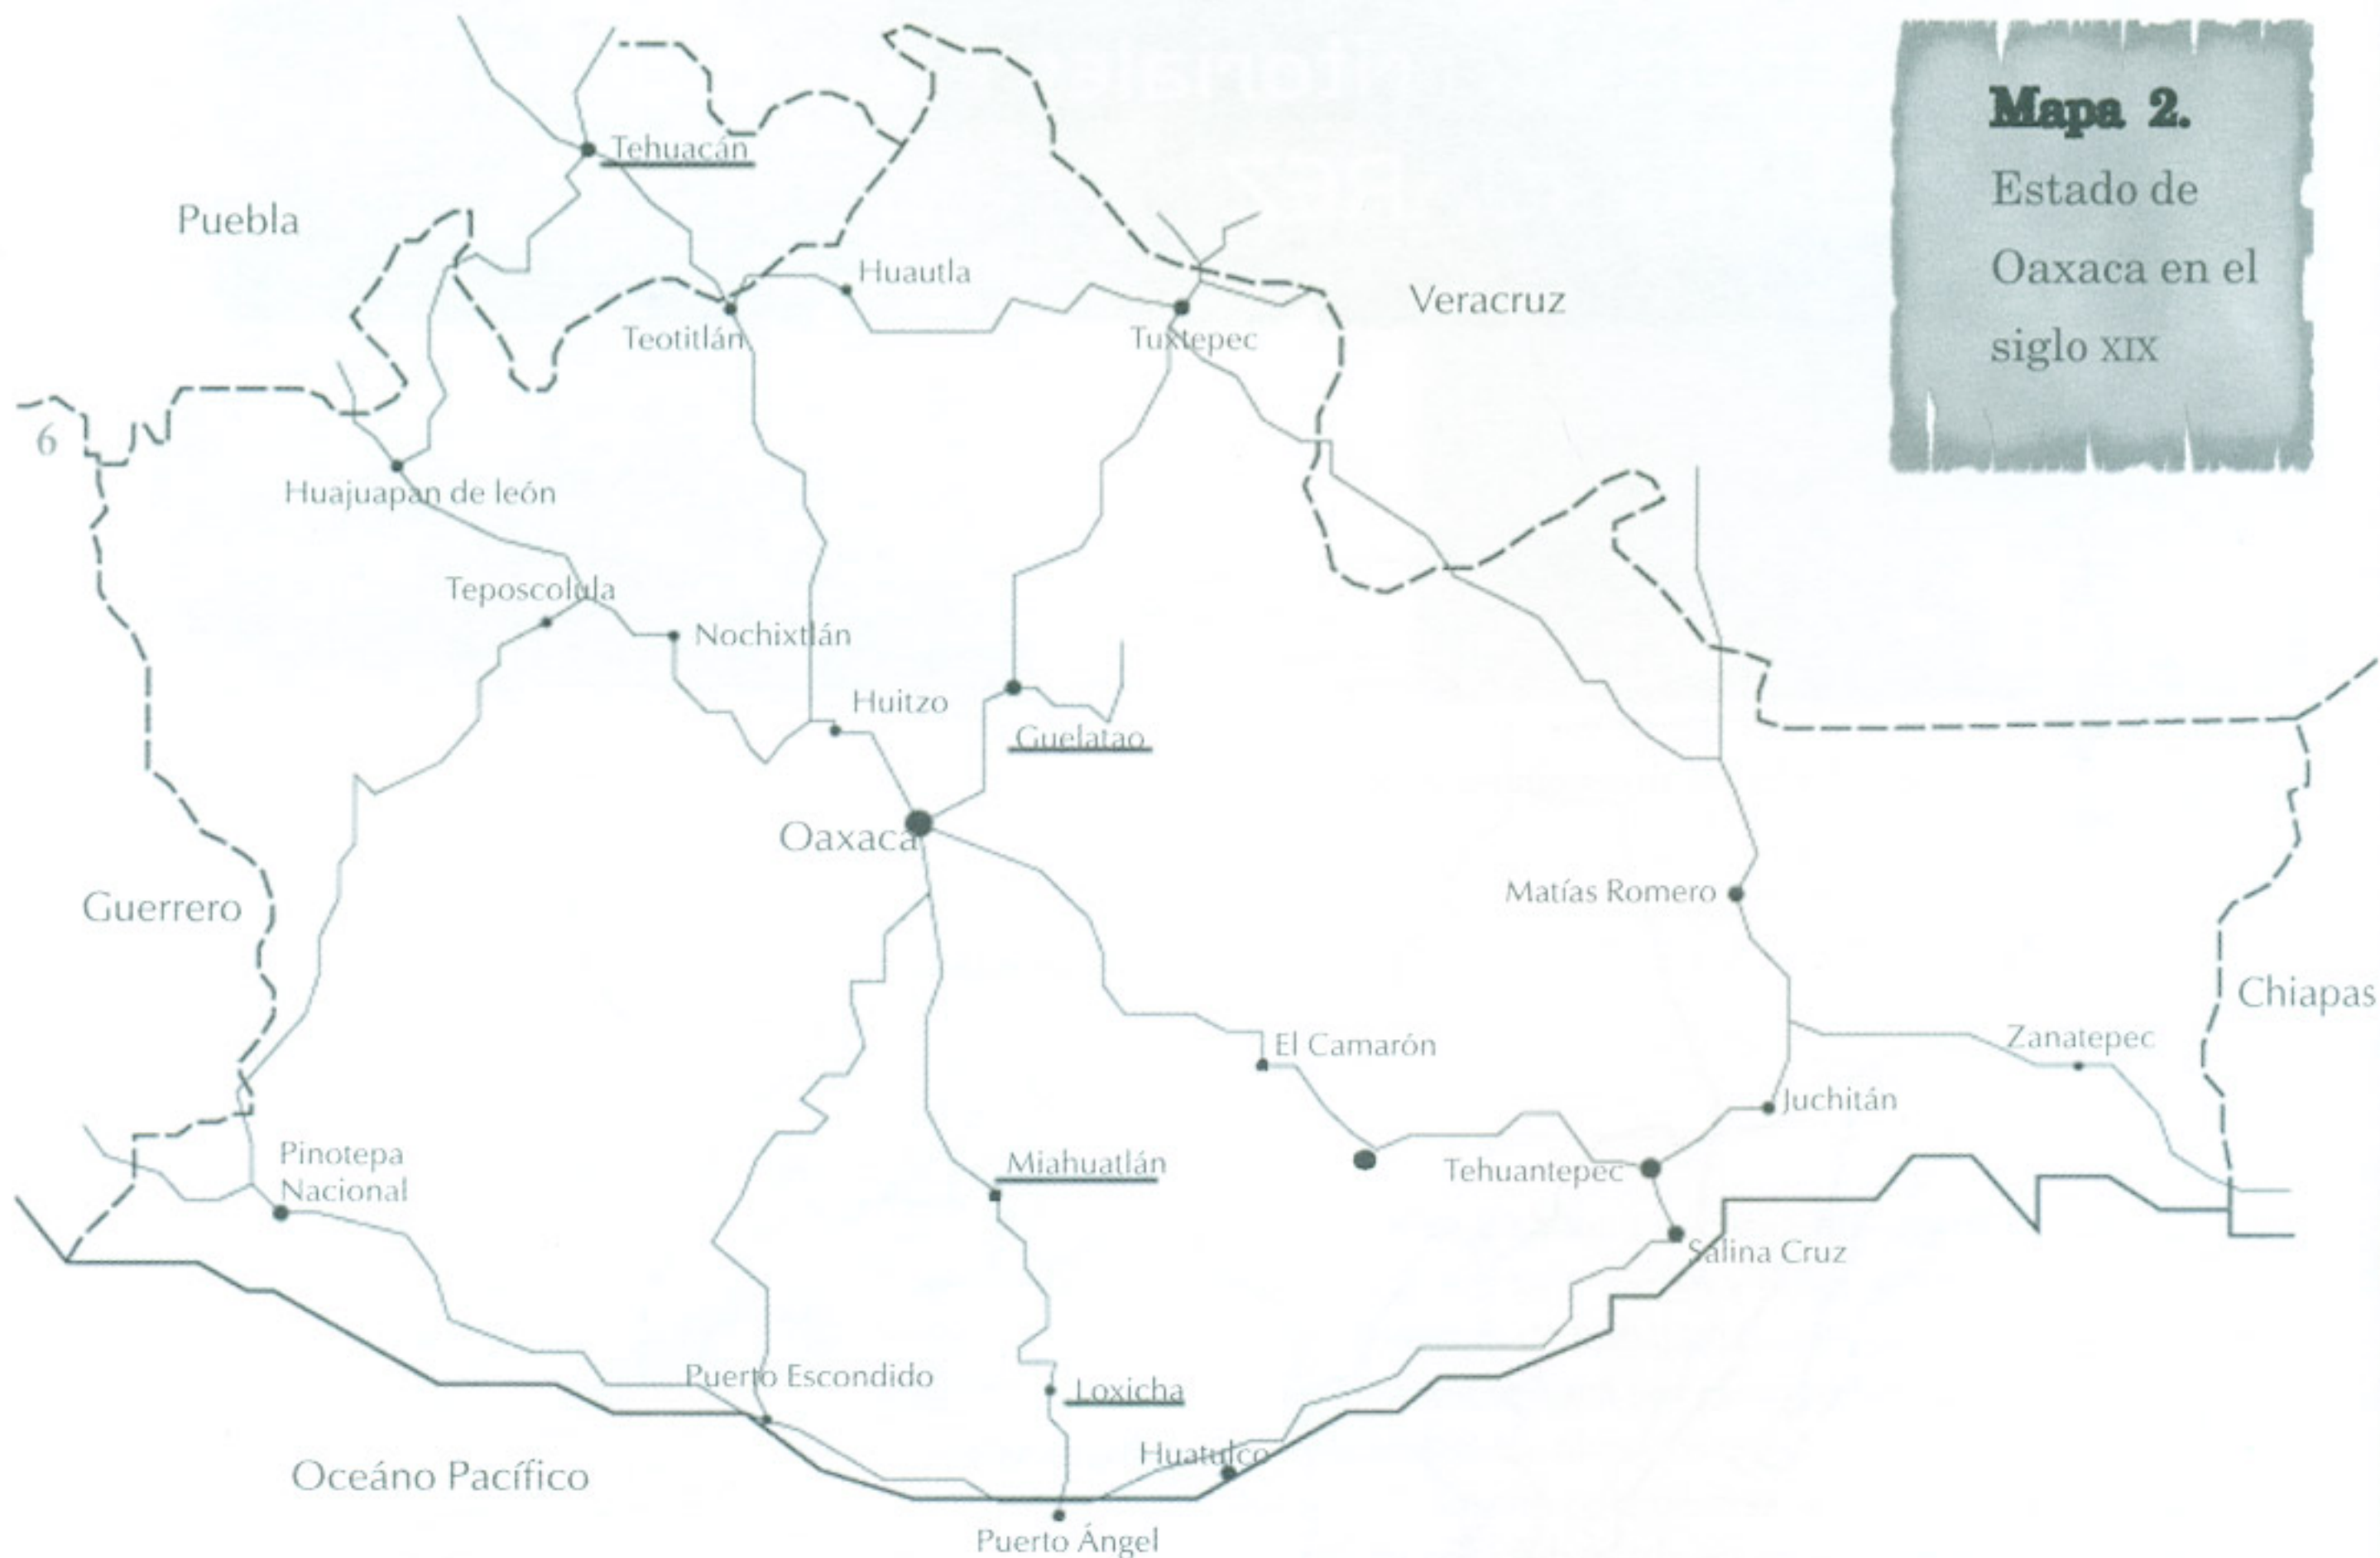 Mapa 2.
Estado de
Oaxaca en el
siglo XIX
Tehuacán
Puebla
Huautla
Teotitlán
Tuxtepec
Veracruz
6
Huajuapan de león
Teposcolula
Nochixtlán
Huitzo
Guelatao
Oaxaca
Matías Romero
Guerrero
Chiapas
El Camarón
Zanatepec
Juchitán
Pinotepa
Nacional
Miahuatlán
Tehuantepec
Salina Cruz
Puerto Escondido
Loxicha
Huatulco
Oceáno Pacífico
Puerto Ángel